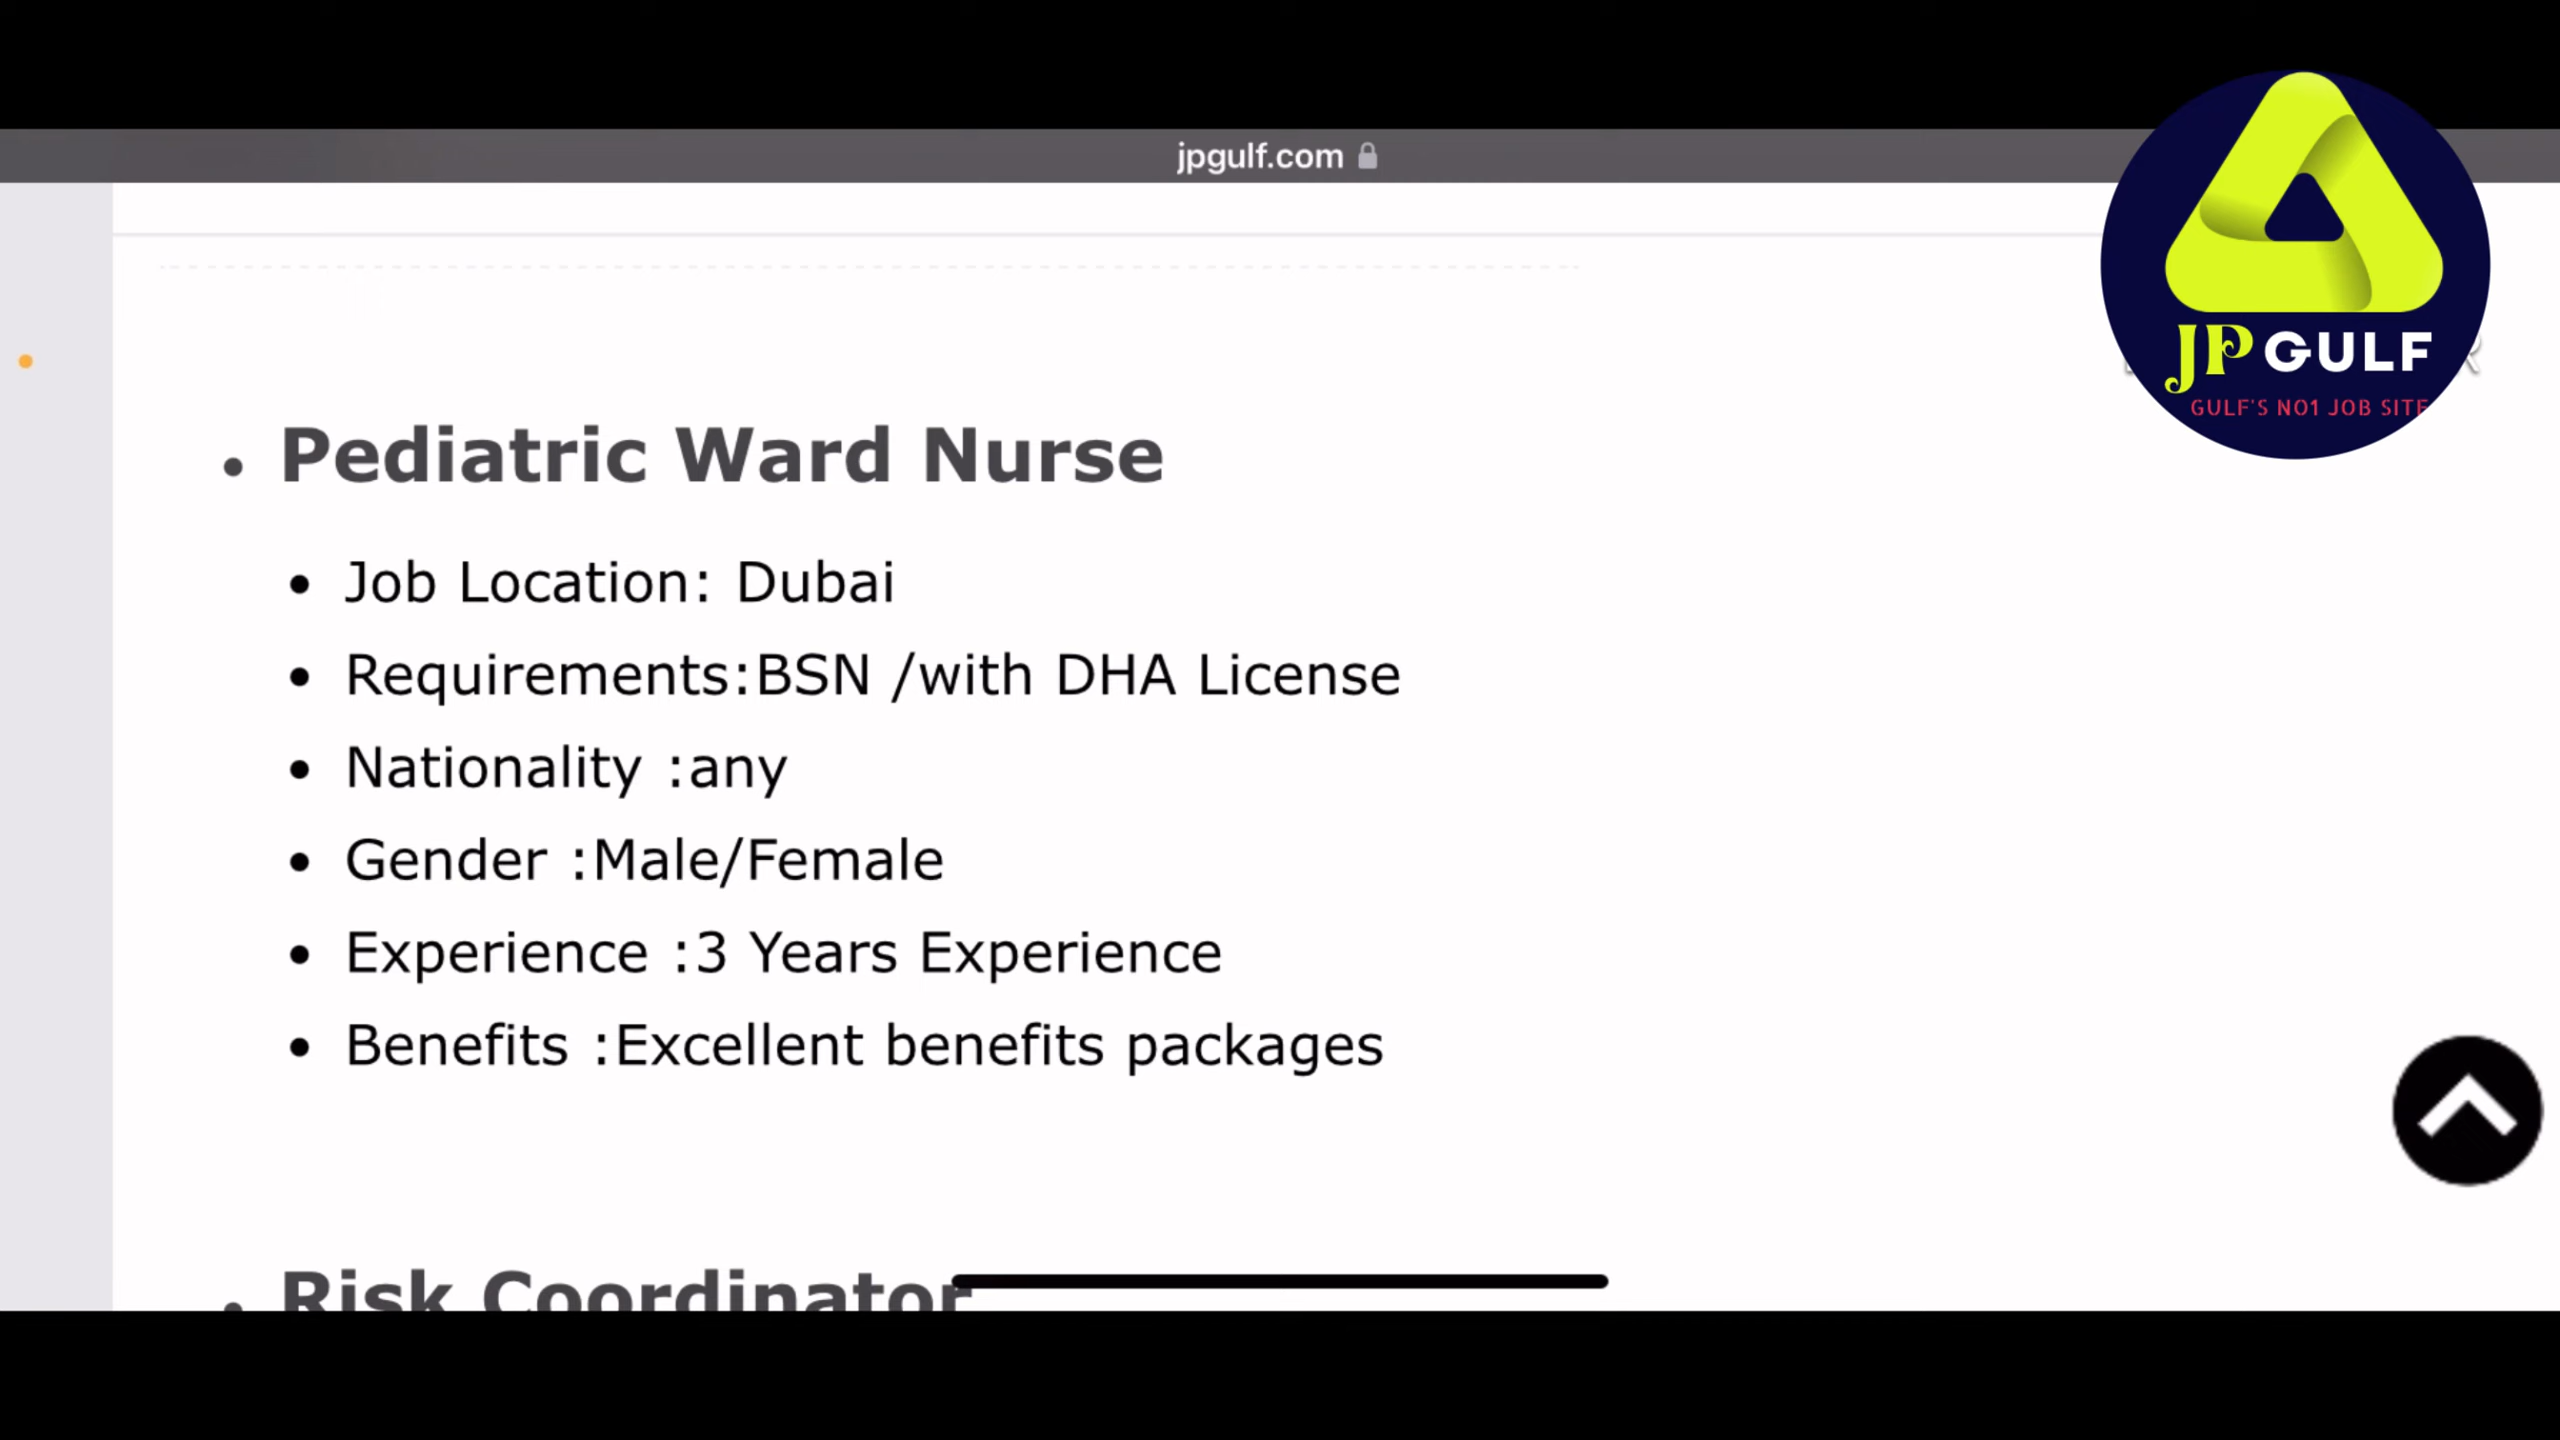 jpgulf.com
JP GULF
GULF'S NO1 JOB SITE
• Pediatric Ward Nurse
• Job Location: Dubai
• Requirements:BSN /with DHA License
• Nationality :any
• Gender :Male/Female
• Experience :3 Years Experience
• Benefits :Excellent benefits packages
• Risk Coordinator